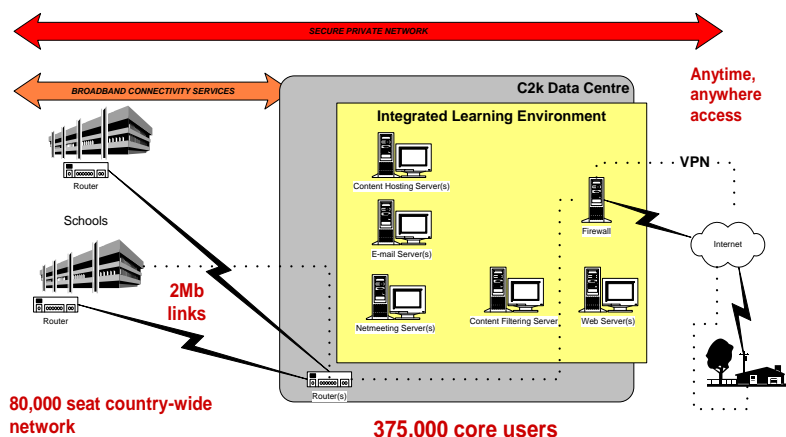 SECURE PRIVATE NETWORK
BROADBAND CONNECTIVITY SERVICES
C2k Data Centre
Anytime,
anywhere
access
Integrated Learning Environment
VPN
Router
Content Hosting Server(s)
Schools
Firewall
E-mail Server(s)
Internet
2Mb
links
Router
Netmeeting Server(s)
Content Filtering Server
Web Server(s)
Router(s)
80,000 seat country-wide
network
375.000 core users